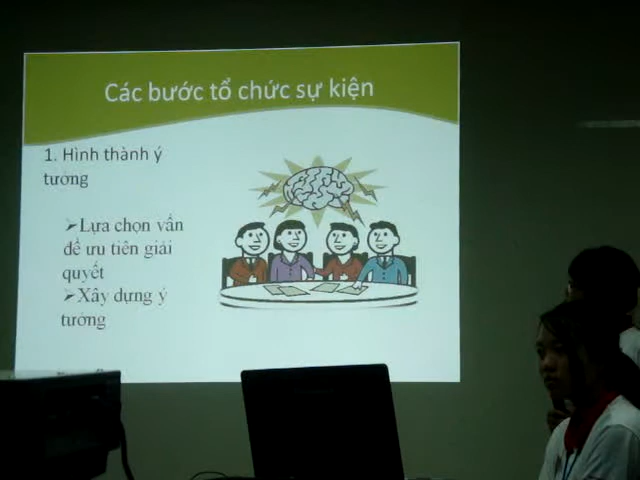 Các bước tổ chức sự kiện
1. Hình thành ý
tưởng
➢Lựa chọn vấn
đề ưu tiên giải
quyết
➢Xây dựng ý
tưởng